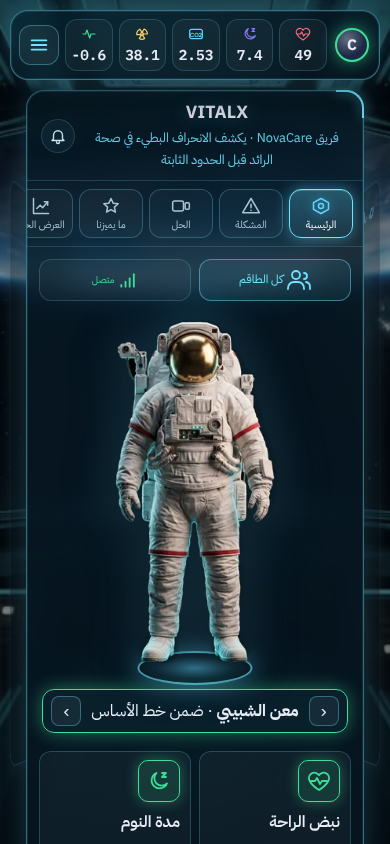 -0.6
38.1
CO2
2.53
7.4
49
C
VITALX
فريق NovaCare · يكشف الانحراف البطيء في صحة
الرائد قبل الحدود الثابتة
الرئيسية
المشكلة
الحل
ما يميزنا
العرض الح
كل الطاقم
متصل
معن الشبيبي · ضمن خط الأساس
نبض الراحة
مدة النوم